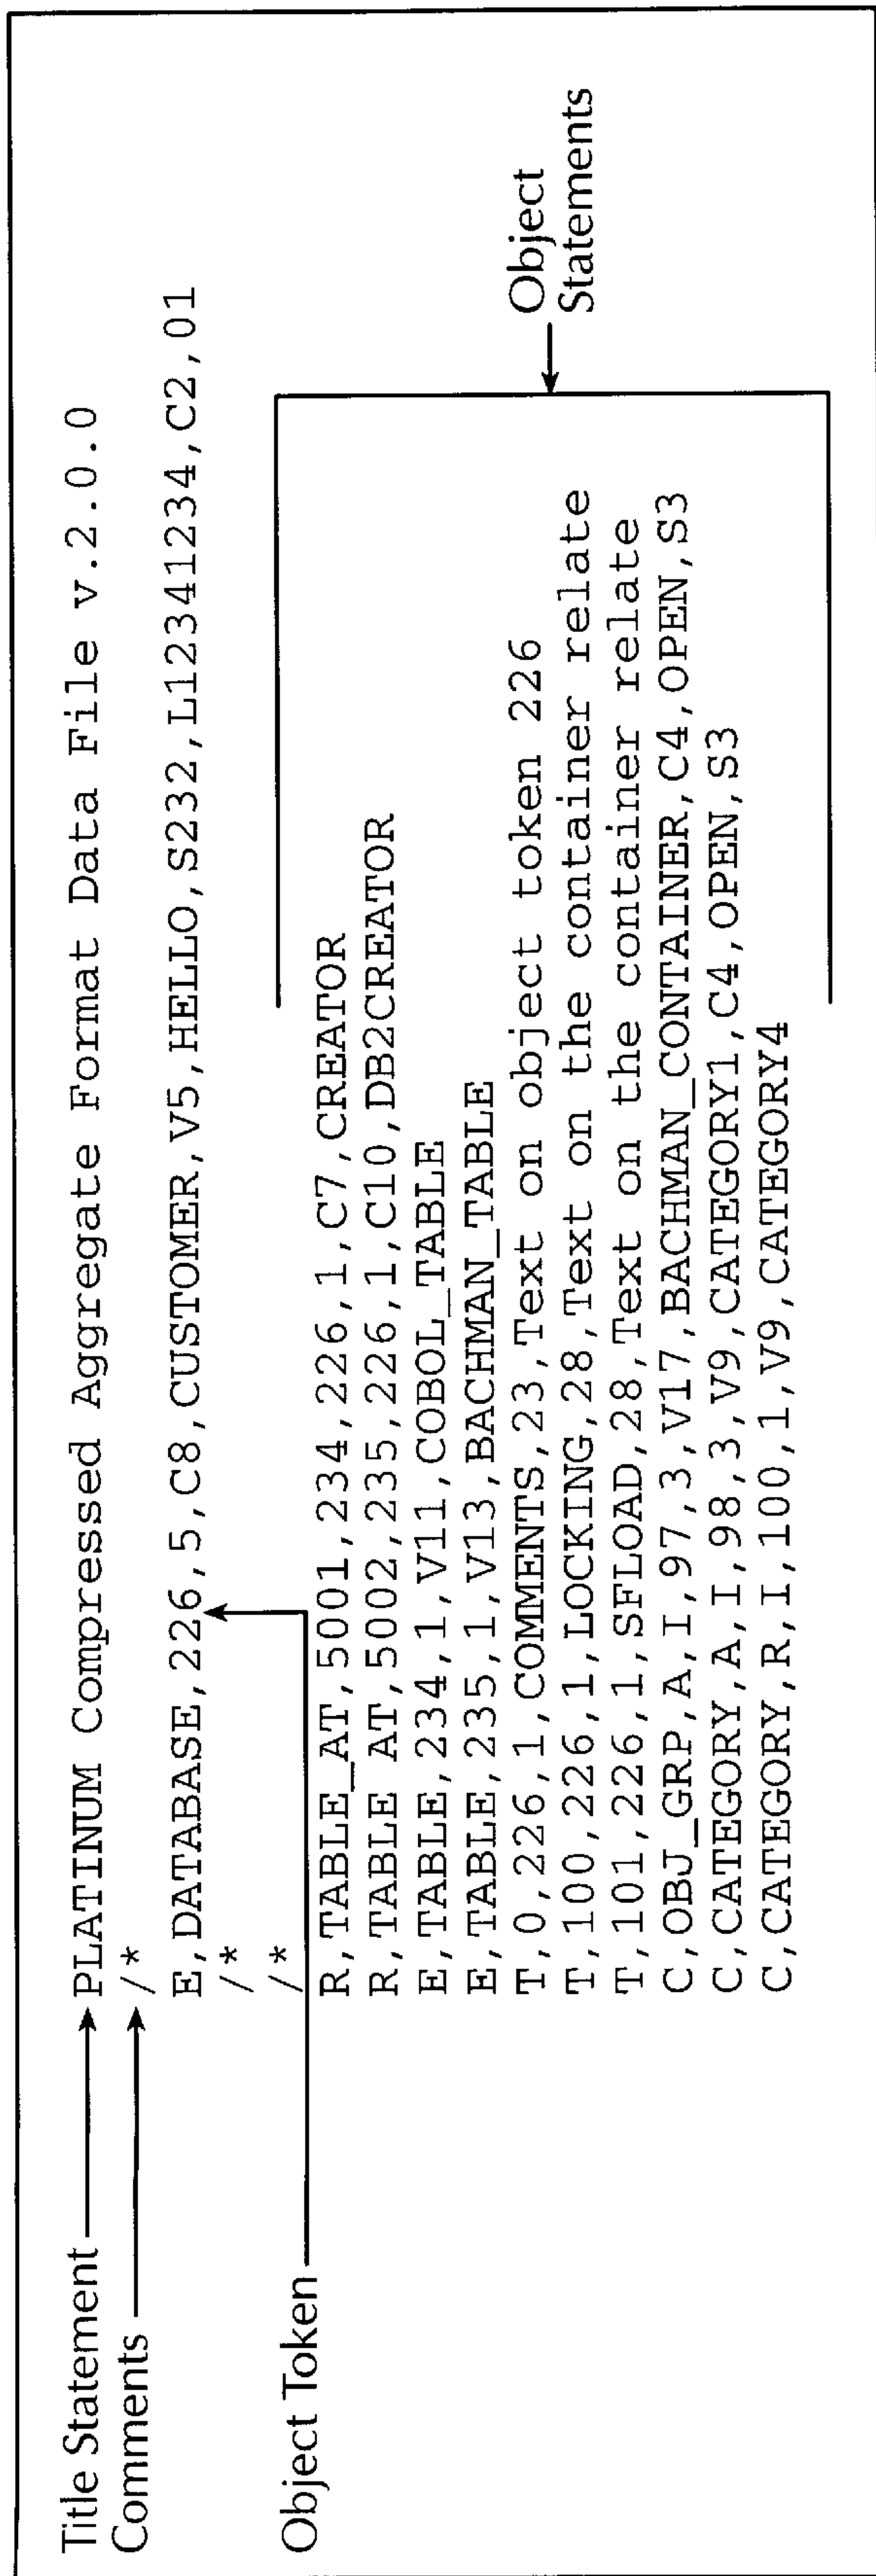 Title Statement PLATINUM Compressed Aggregate Format Data File v.2.0.0
Comments /*
E,DATABASE,226,5,C8,CUSTOMER,V5,HELLO,S232,L12341234,C2,01
/*
Object Token /*
R,TABLE_AT,5001,234,226,1,C7,CREATOR
R,TABLE AT,5002,235,226,1,C10,DB2CREATOR
E,TABLE,234,1,V11,COBOL_TABLE
E,TABLE,235,1,V13,BACHMAN_TABLE
T,0,226,1,COMMENTS,23,Text on object token 226
T,100,226,1,LOCKING,28,Text on the container relate
T,101,226,1,SFLOAD,28,Text on the container relate
C,OBJ_GRP,A,I,97,3,V17,BACHMAN_CONTAINER,C4,OPEN,S3
C,CATEGORY,A,I,98,3,V9,CATEGORY1,C4,OPEN,S3
C,CATEGORY,R,I,100,1,V9,CATEGORY4
Object
Statements